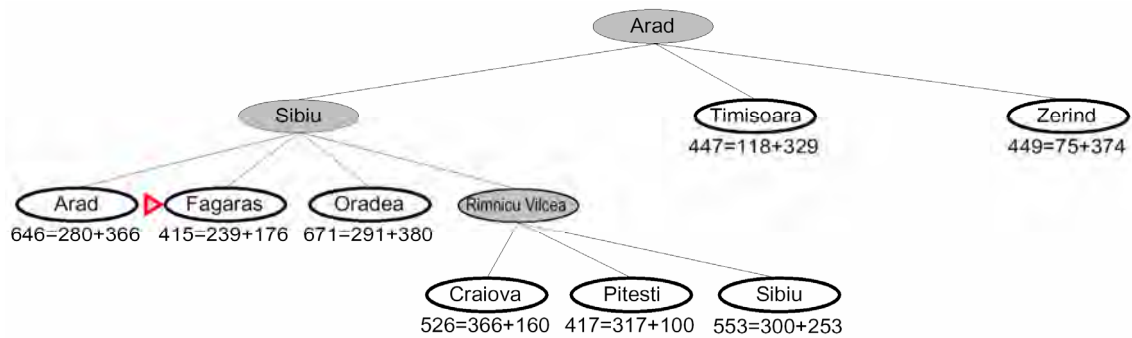 Arad
Sibiu
Timisoara
Zerind
447=118+329
449=75+374
Arad
Fagaras
Oradea
Rimnicu Vilcea
646=280+366
415=239+176
671=291+380
Craiova
Pitesti
Sibiu
526=366+160
417=317+100
553=300+253